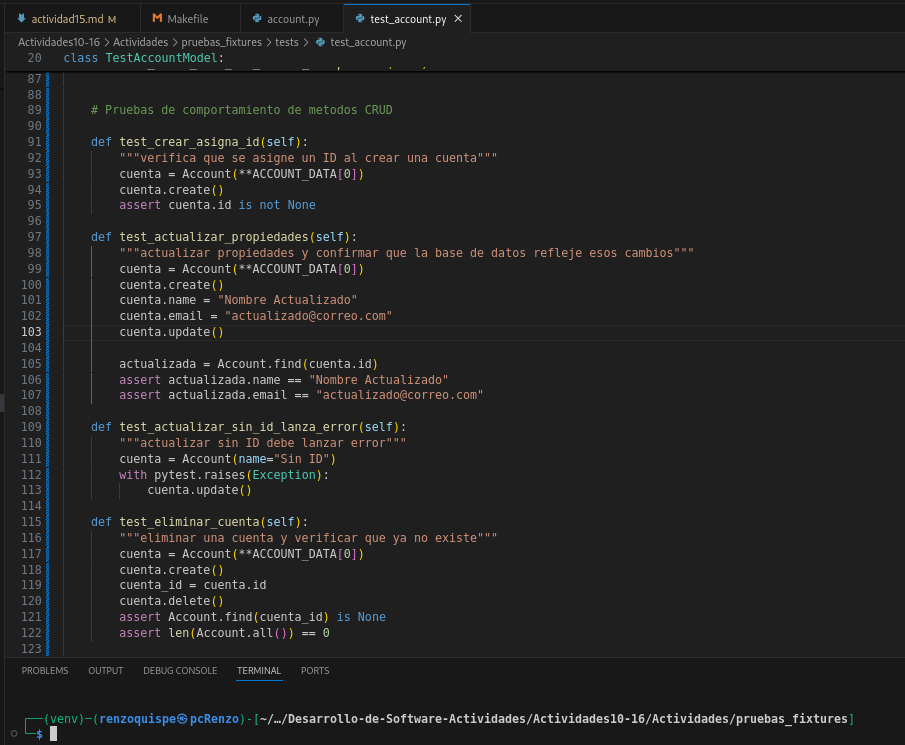 actividad15.md M
Makefile
account.py
test_account.py
Actividades10-16 > Actividades > pruebas_fixtures > tests > test_account.py
20 class TestAccountModel:
87
88
89 # Pruebas de comportamiento de metodos CRUD
90
91 def test_crear_asigna_id(self):
92 """verifica que se asigne un ID al crear una cuenta"""
93 cuenta = Account(**ACCOUNT_DATA[0])
94 cuenta.create()
95 assert cuenta.id is not None
96
97 def test_actualizar_propiedades(self):
98 """actualizar propiedades y confirmar que la base de datos refleje esos cambios"""
99 cuenta = Account(**ACCOUNT_DATA[0])
100 cuenta.create()
101 cuenta.name = "Nombre Actualizado"
102 cuenta.email = "actualizado@correo.com"
103 cuenta.update()
104
105 actualizada = Account.find(cuenta.id)
106 assert actualizada.name == "Nombre Actualizado"
107 assert actualizada.email == "actualizado@correo.com"
108
109 def test_actualizar_sin_id_lanza_error(self):
110 """actualizar sin ID debe lanzar error"""
111 cuenta = Account(name="Sin ID")
112 with pytest.raises(Exception):
113 cuenta.update()
114
115 def test_eliminar_cuenta(self):
116 """eliminar una cuenta y verificar que ya no existe"""
117 cuenta = Account(**ACCOUNT_DATA[0])
118 cuenta.create()
119 cuenta_id = cuenta.id
120 cuenta.delete()
121 assert Account.find(cuenta_id) is None
122 assert len(Account.all()) == 0
123
PROBLEMS OUTPUT DEBUG CONSOLE TERMINAL PORTS
┌──(venv)─(renzoquispe㉿pcRenzo)-[~/…/Desarrollo-de-Software-Actividades/Actividades10-16/Actividades/pruebas_fixtures]
└─$